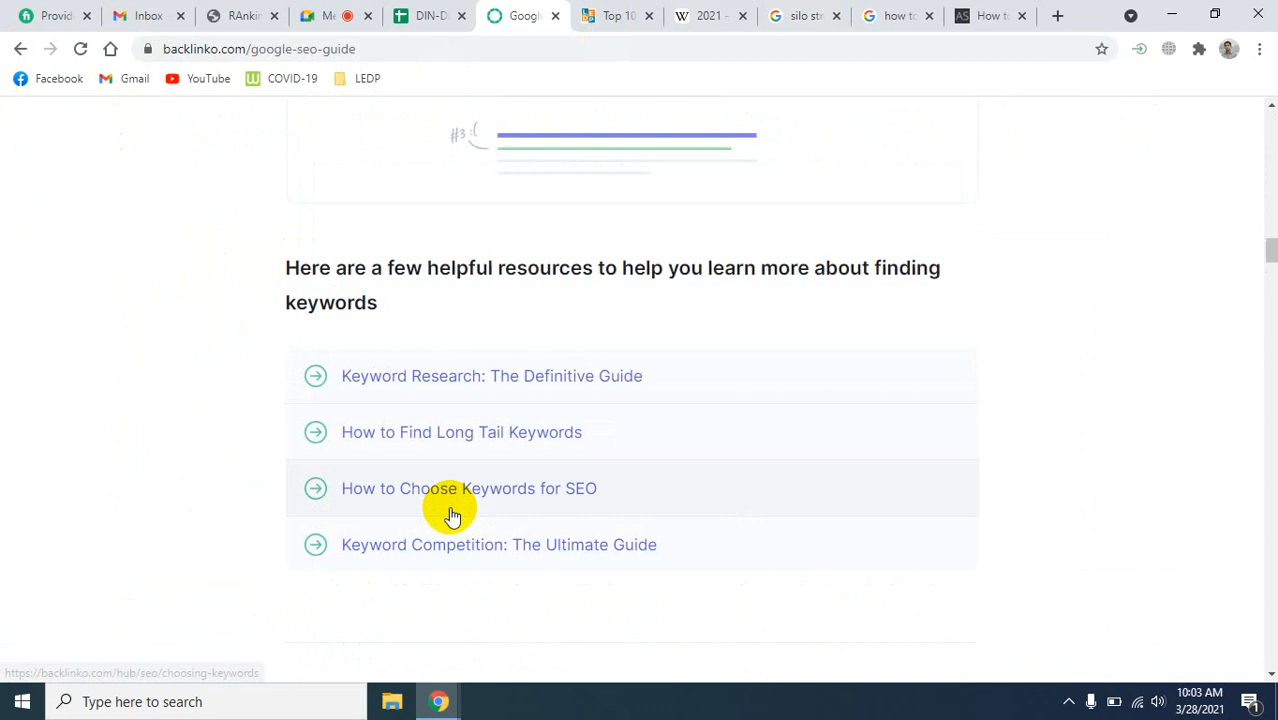 Provid
Inbox
RAnkin
Me
DIN-D
Google
Top 10
2021 -
silo str
how to
How to
backlinko.com/google-seo-guide
Facebook
Gmail
YouTube
COVID-19
LEDP
#3 :(
Here are a few helpful resources to help you learn more about finding
keywords
Keyword Research: The Definitive Guide
How to Find Long Tail Keywords
How to Choose Keywords for SEO
Keyword Competition: The Ultimate Guide
https://backlinko.com/hub/seo/choosing-keywords
Type here to search
10:03 AM
3/28/2021
1